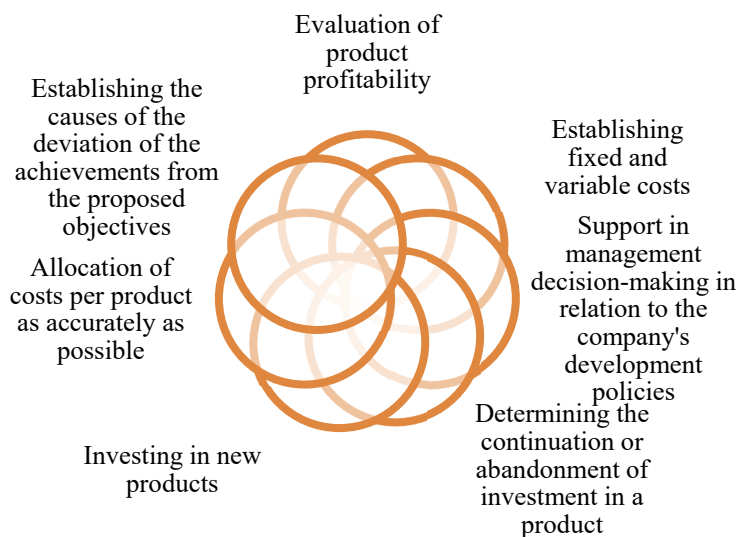 Evaluation of
product
profitability
Establishing
fixed and
variable costs
Support in
management
decision-making in
relation to the
company's
development
policies
Determining the
continuation or
abandonment of
investment in a
product
Investing in new
products
Allocation of
costs per product
as accurately as
possible
Establishing the
causes of the
deviation of the
achievements from
the proposed
objectives